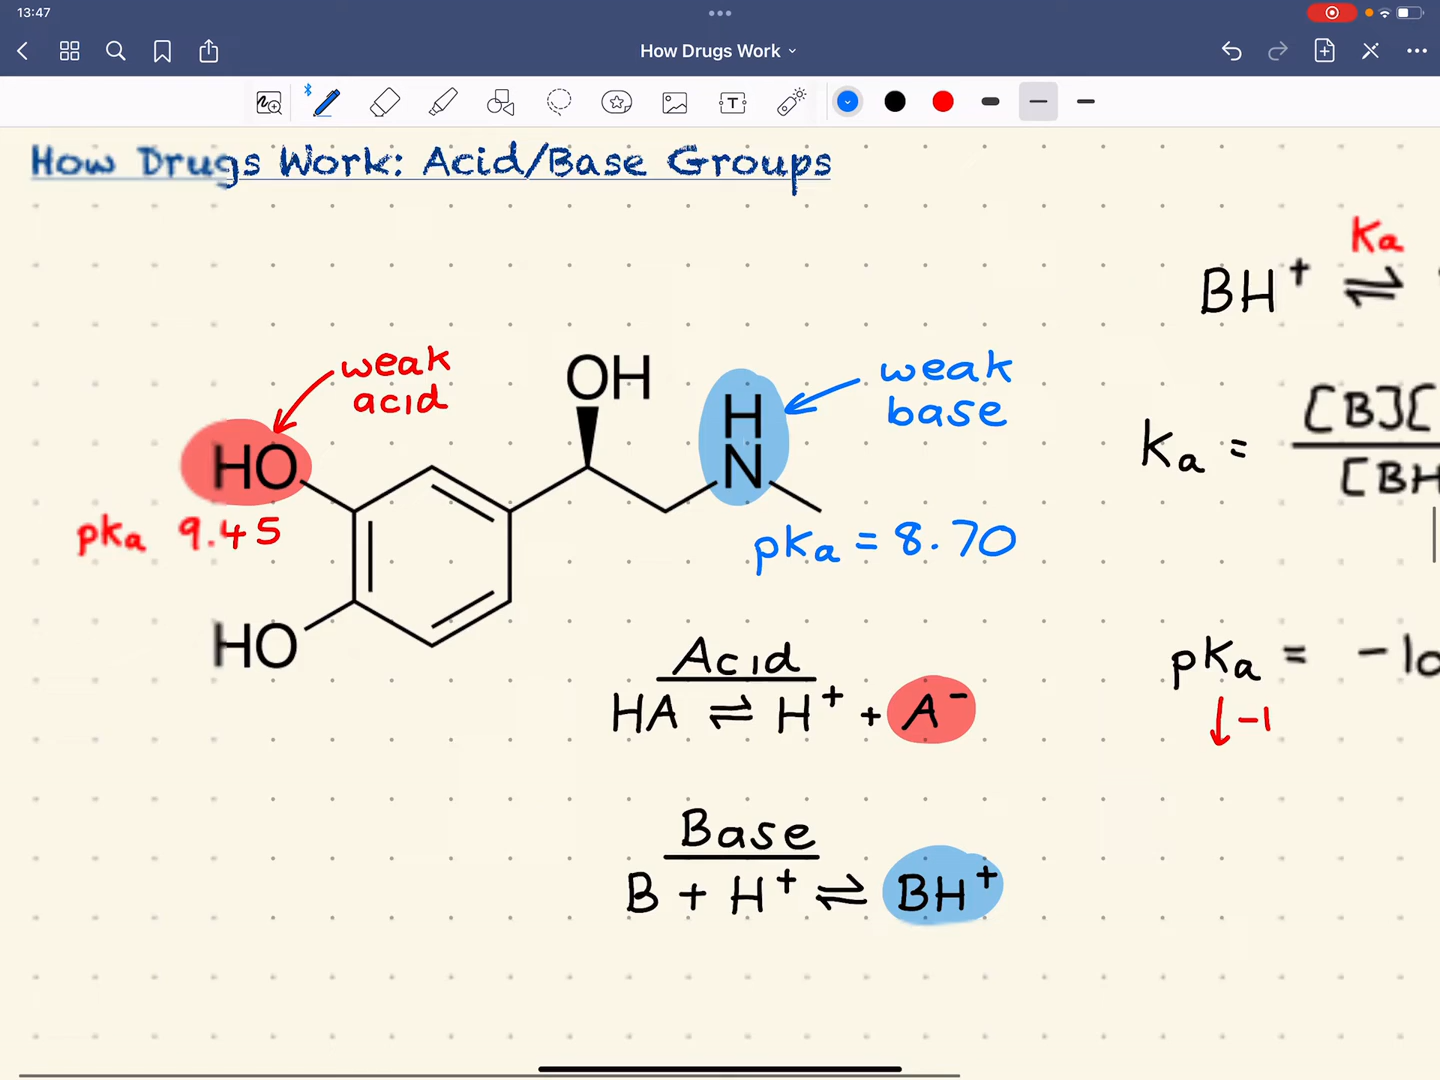 13:47
How Drugs Work
How Drugs Work: Acid/Base Groups
Ka
BH⁺ ⇌
weak
acid
OH
weak
base
H
N
HO
Ka = [B][
[BH
pKa 9.45
pKa = 8.70
HO
Acid
HA ⇌ H⁺ + A⁻
pKa = -lo
↓-1
Base
B + H⁺ ⇌ BH⁺